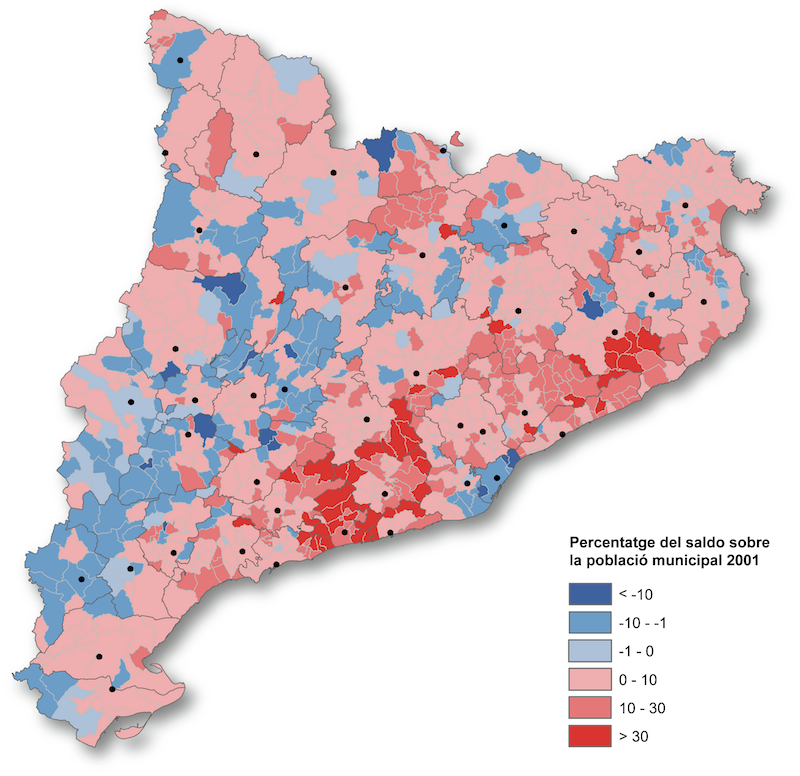 Percentatge del saldo sobre
la població municipal 2001
< -10
-10 - -1
-1 - 0
0 - 10
10 - 30
> 30